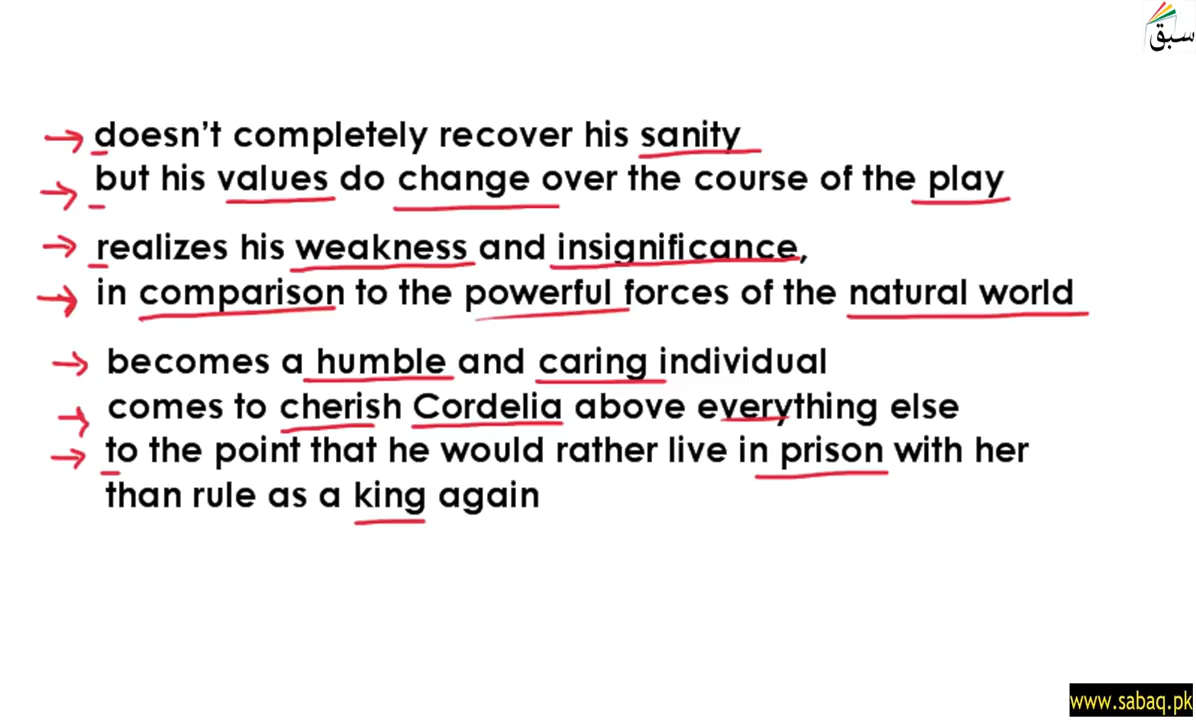 سبق
doesn't completely recover his sanity
but his values do change over the course of the play
realizes his weakness and insignificance,
in comparison to the powerful forces of the natural world
becomes a humble and caring individual
comes to cherish Cordelia above everything else
to the point that he would rather live in prison with her
than rule as a king again
www.sabaq.pk